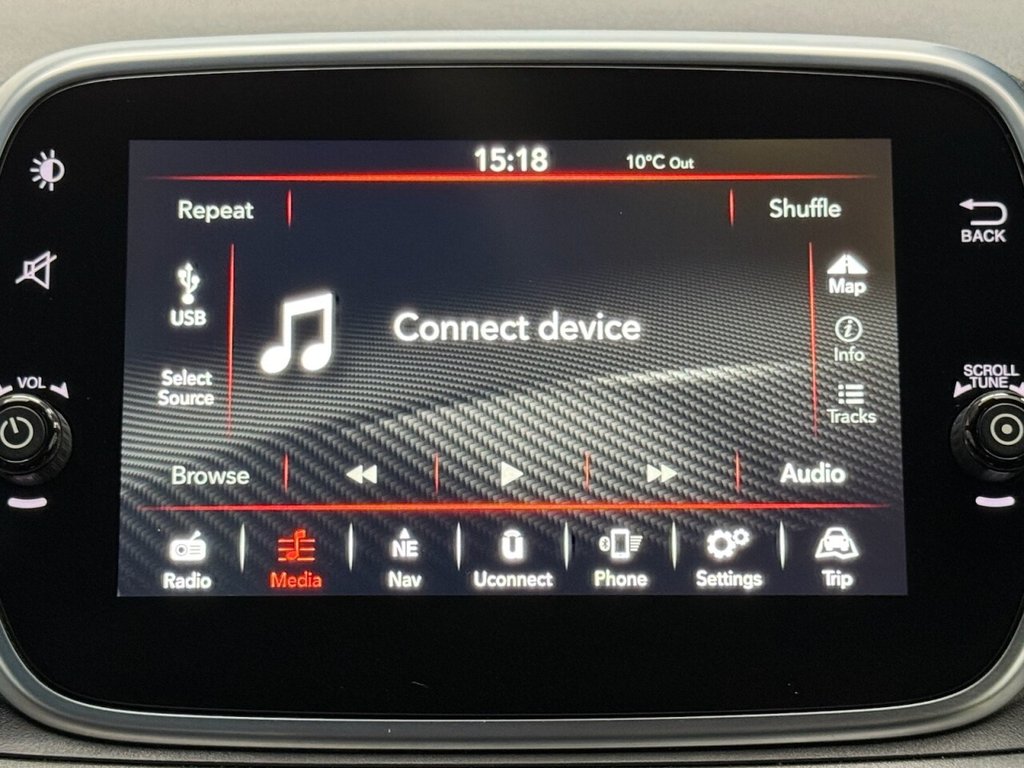 15:18
10°C Out
Repeat
Shuffle
BACK
USB
Connect device
Map
Info
Select
Source
VOL
SCROLL
TUNE
Tracks
Browse
Audio
NE
Radio
Media
Nav
Uconnect
Phone
Settings
Trip